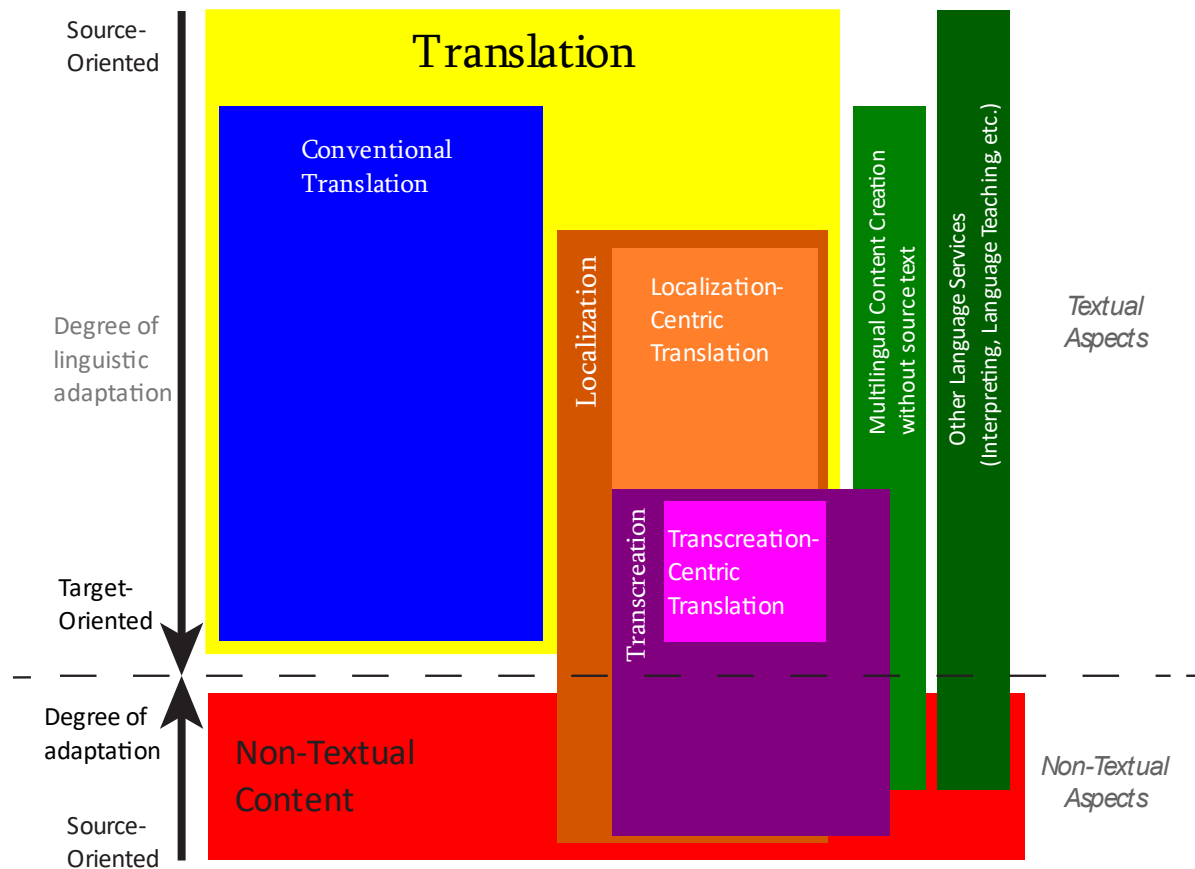 Source-
Oriented
Translation
Conventional
Translation
Localization
Localization-
Centric
Translation
Multilingual Content Creation
without source text
Other Language Services
(Interpreting, Language Teaching, etc.)
Degree of
linguistic
adaptation
Textual
Aspects
Transcreation
Transcreation-
Centric
Translation
Target-
Oriented
Degree of
adaptation
Non-Textual
Content
Non-Textual
Aspects
Source-
Oriented